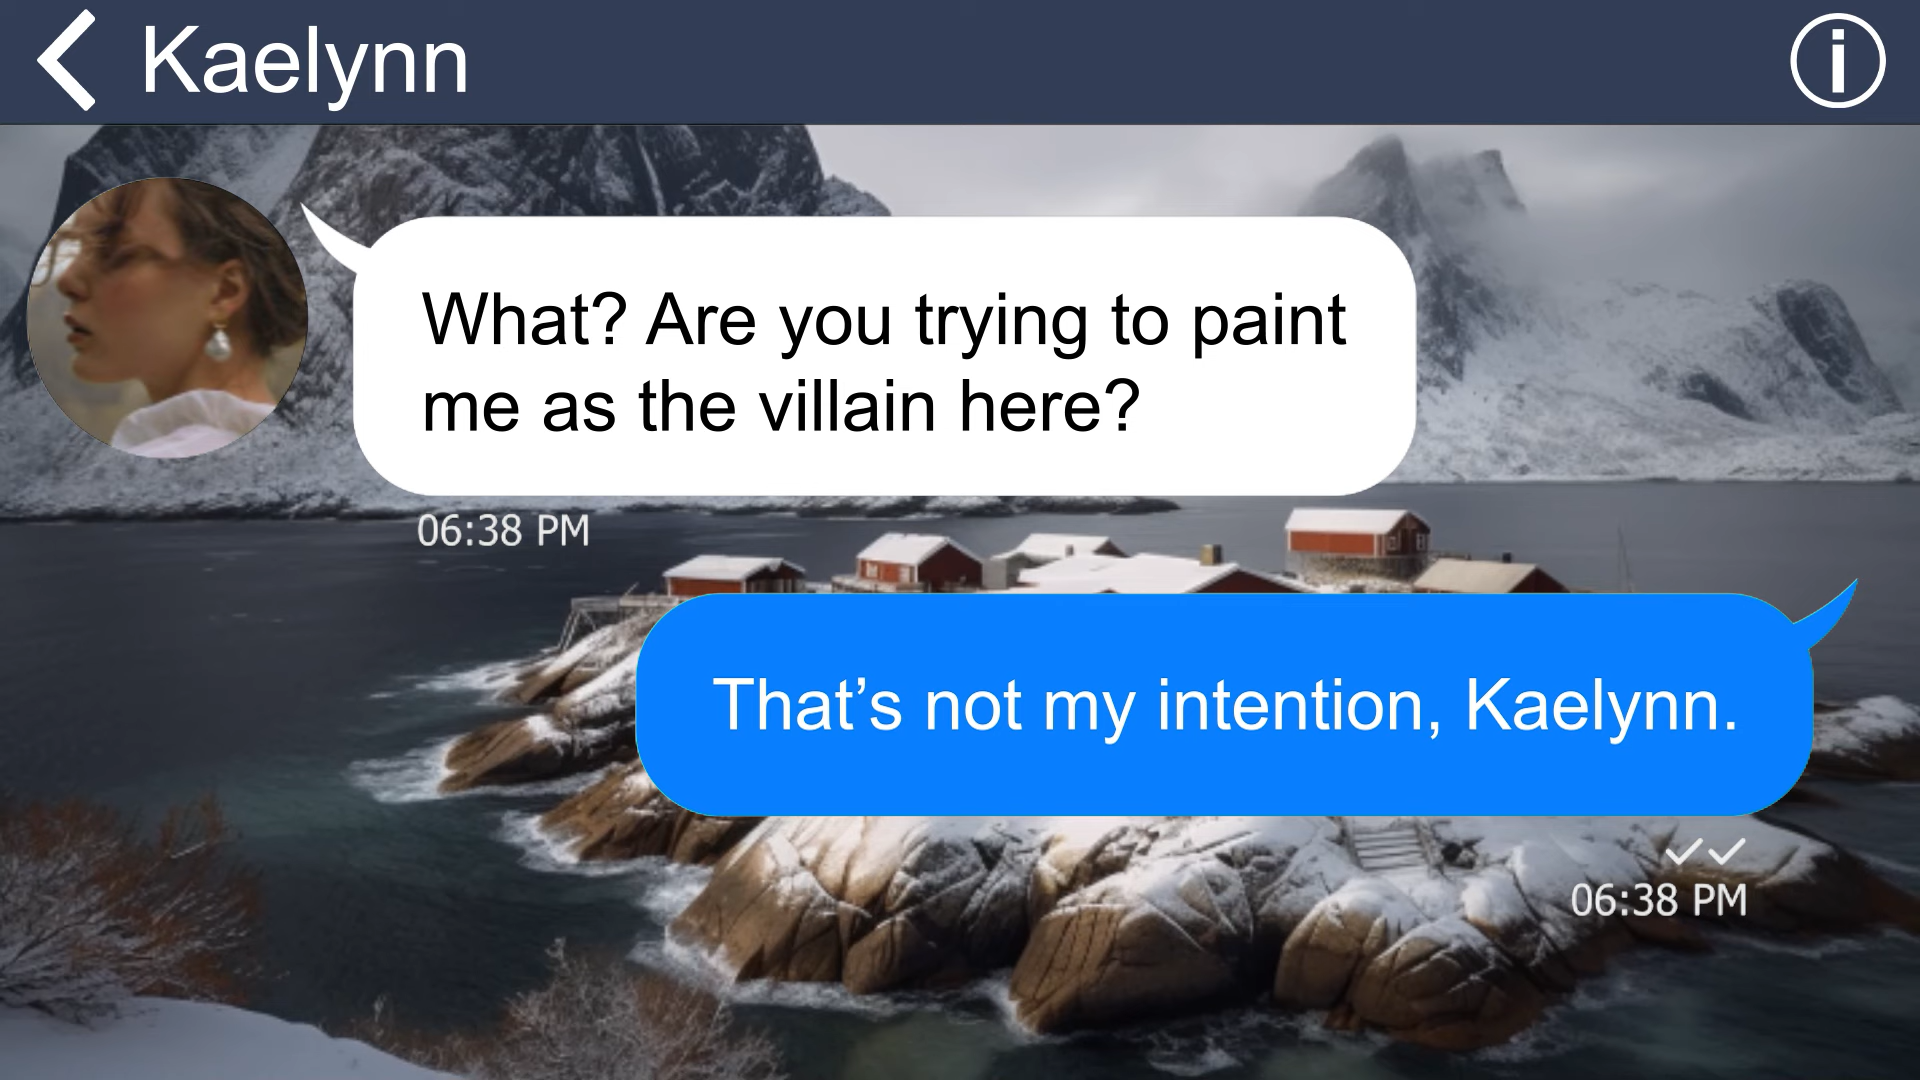 Kaelynn
What? Are you trying to paint
me as the villain here?
06:38 PM
That’s not my intention, Kaelynn.
06:38 PM